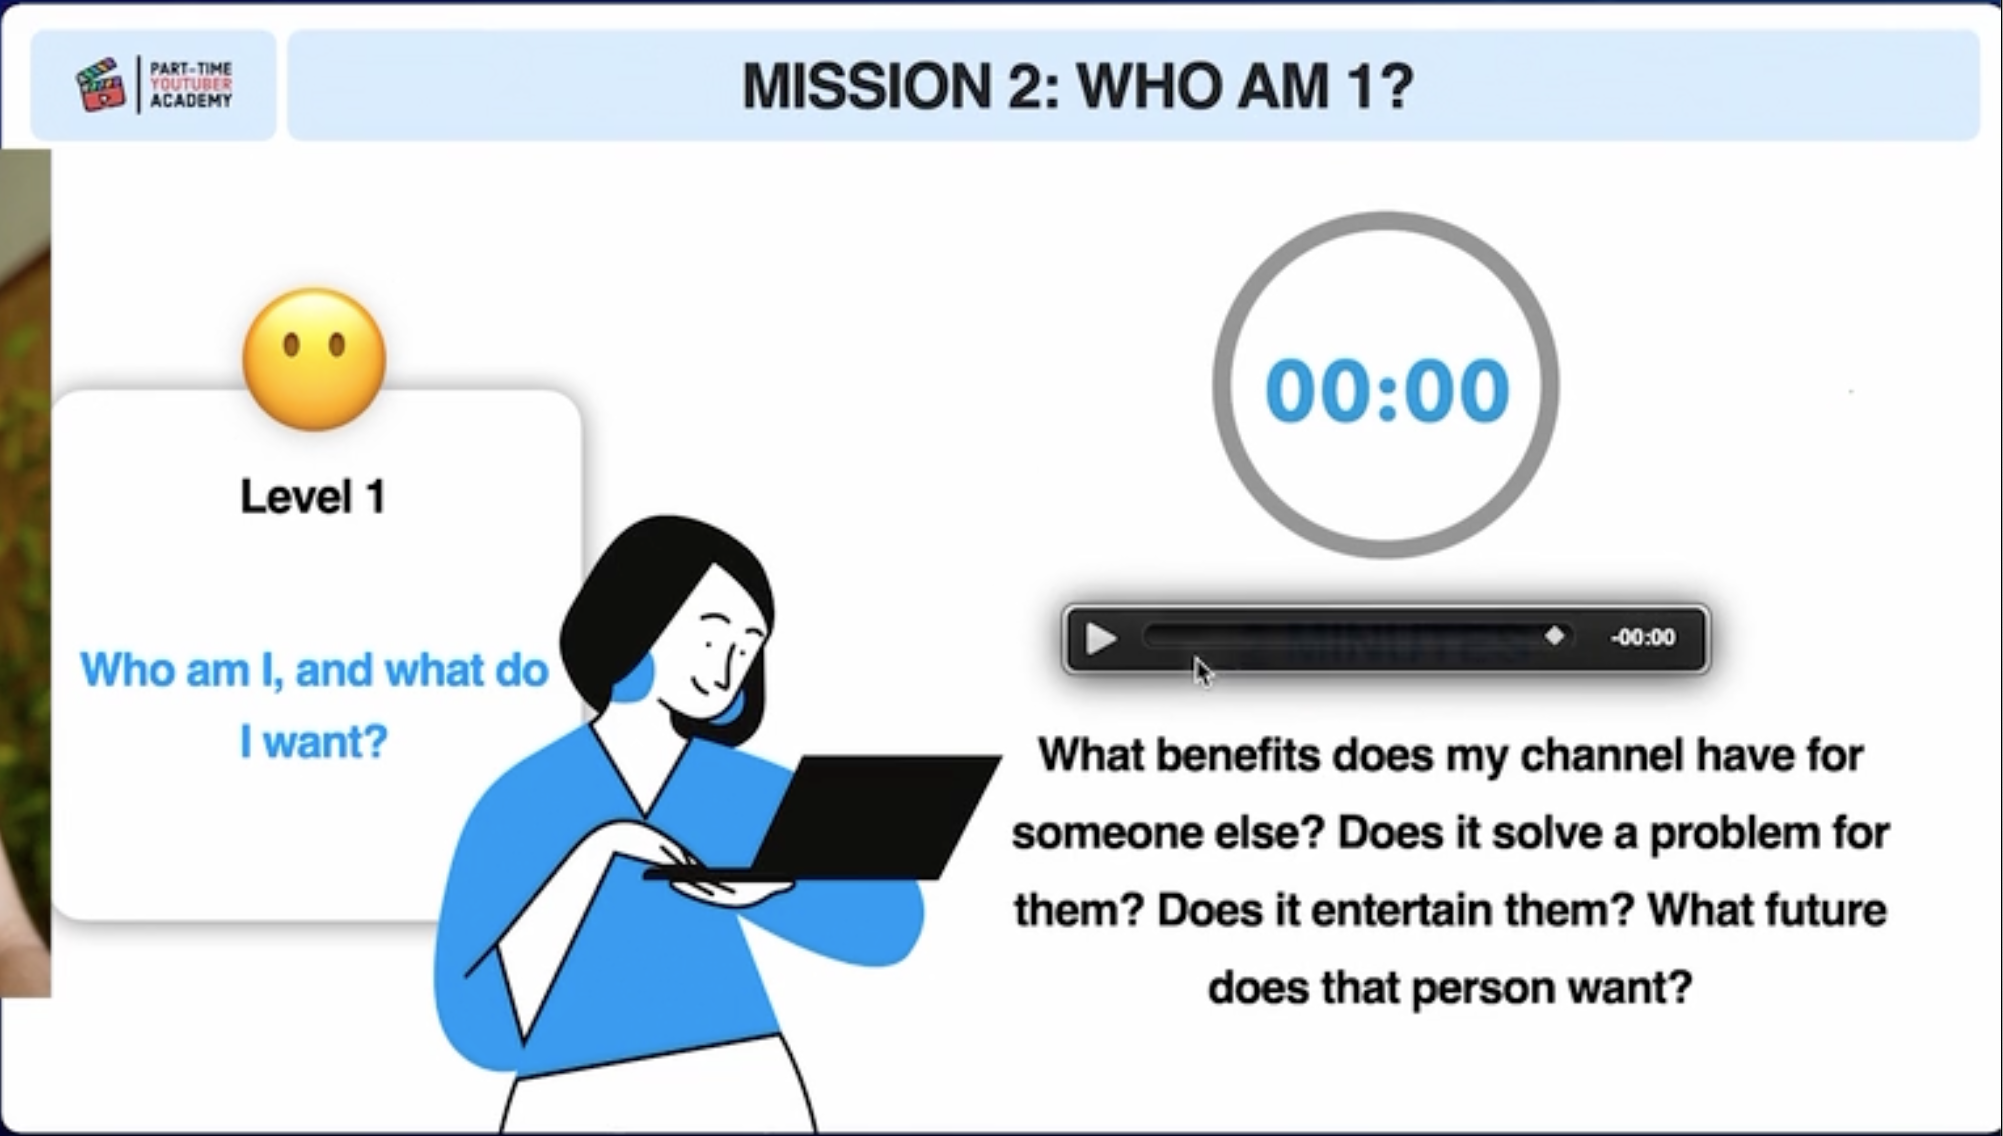 PART-TIME
YOUTUBER
ACADEMY
MISSION 2: WHO AM 1?
Level 1
Who am I, and what do
I want?
00:00
MINUTES
-00:00
What benefits does my channel have for
someone else? Does it solve a problem for
them? Does it entertain them? What future
does that person want?